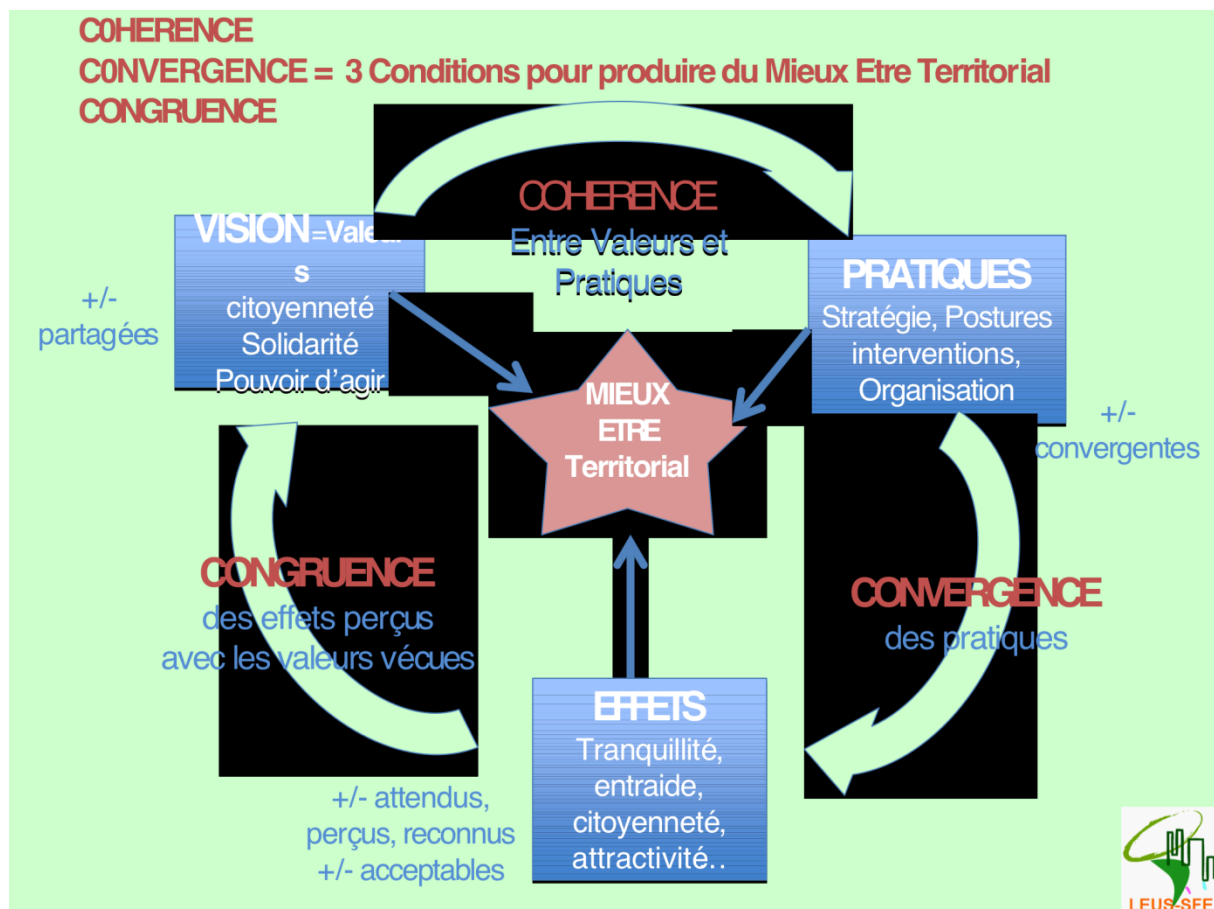 C0HERENCE
C0NVERGENCE = 3 Conditions pour produire du Mieux Etre Territorial
CONGRUENCE
COHERENCE
Entre Valeurs et
Pratiques
VISION =Valeur
s
citoyenneté
Solidarité
Pouvoir d'agir
+/-
partagées
PRATIQUES
Stratégie, Postures
interventions,
Organisation
+/-
convergentes
MIEUX
ETRE
Territorial
CONGRUENCE
des effets perçus
avec les valeurs vécues
CONVERGENCE
des pratiques
EFFETS
Tranquillité,
entraide,
citoyenneté,
attractivité..
+/- attendus,
perçus, reconnus
+/- acceptables
LEUS-SFE